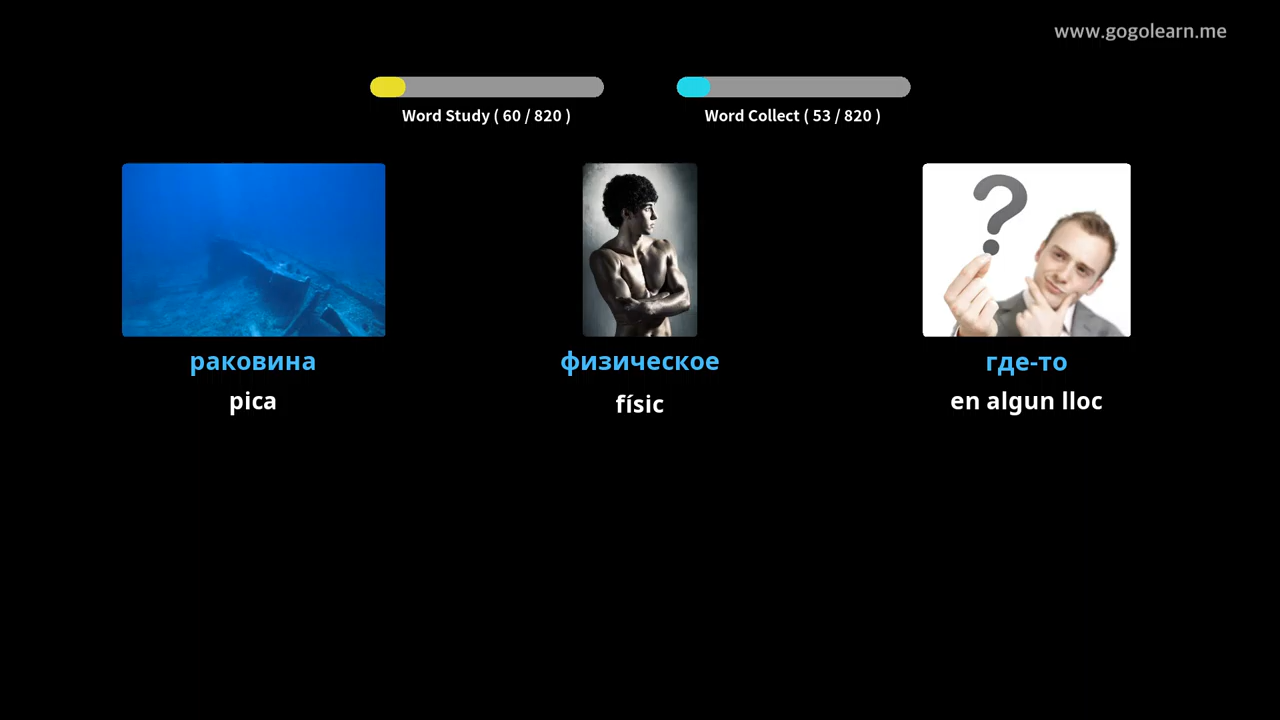 www.gogolearn.me
Word Study ( 60 / 820 )
Word Collect ( 53 / 820 )
раковина
pica
физическое
físic
где-то
en algun lloc